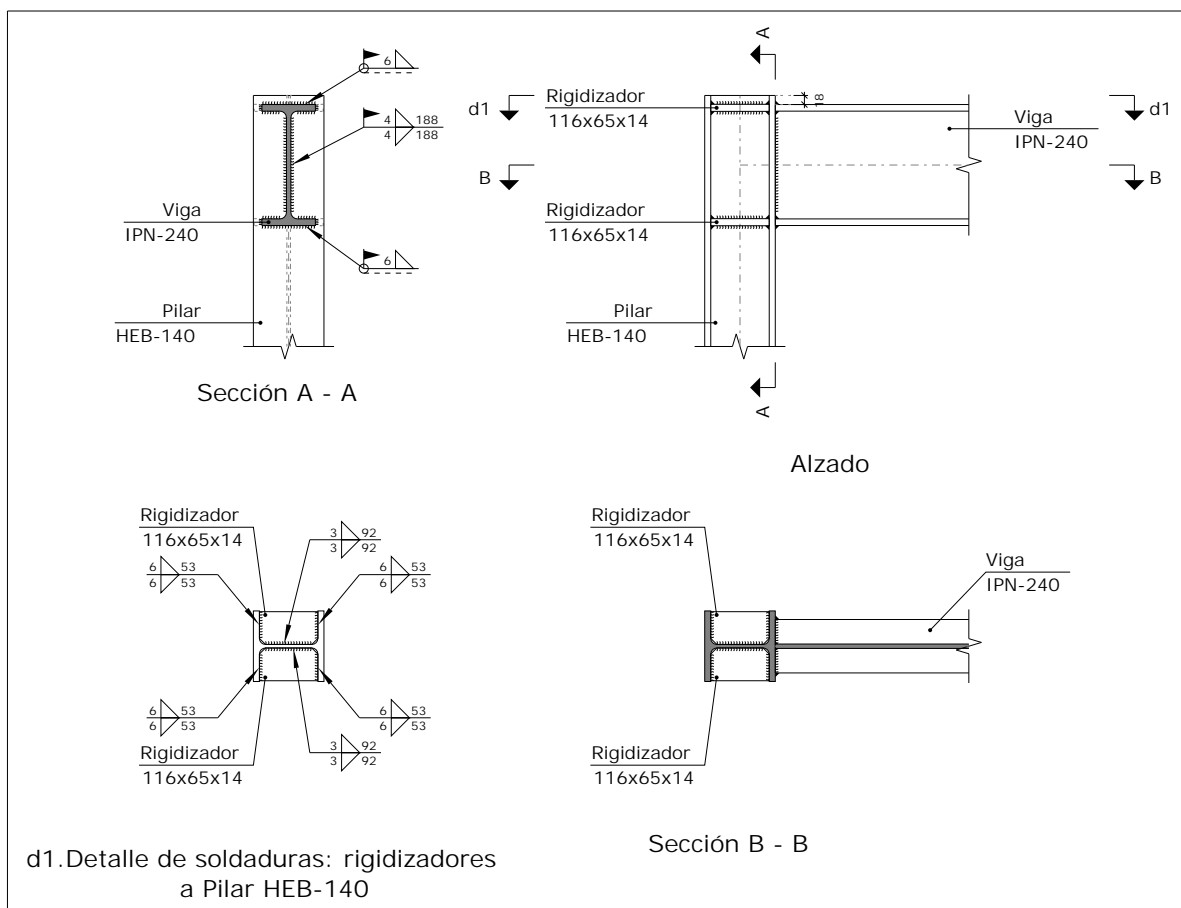 6
4
188
4
188
Viga
IPN-240
6
Pilar
HEB-140
Sección A - A
A
d1
Rigidizador
116x65x14
18
d1
Viga
IPN-240
B
B
Rigidizador
116x65x14
Pilar
HEB-140
A
Alzado
Rigidizador
116x65x14
3
92
3
92
6
53
6
53
6
53
6
53
6
53
6
53
6
53
6
53
Rigidizador
116x65x14
3
92
3
92
d1.Detalle de soldaduras: rigidizadores
a Pilar HEB-140
Rigidizador
116x65x14
Viga
IPN-240
Rigidizador
116x65x14
Sección B - B